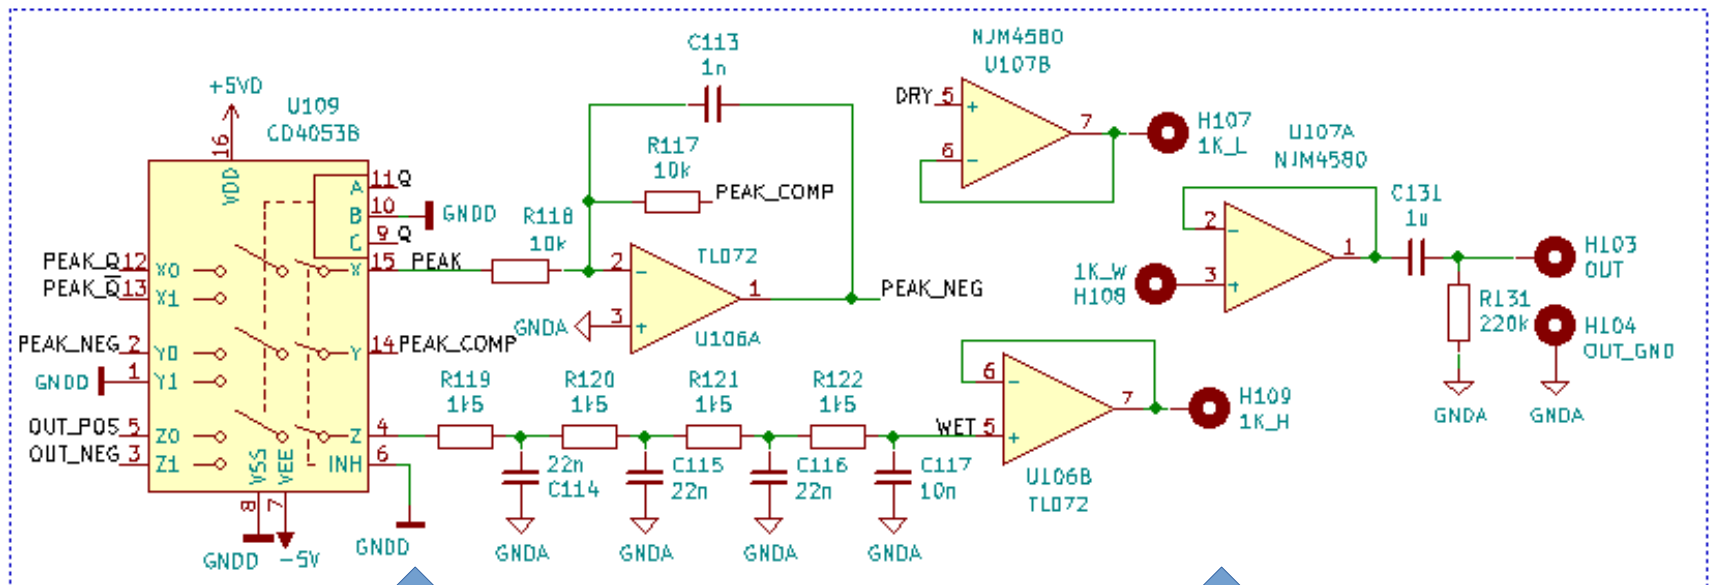 C113
1n
NJM4580
U107B
+5VD
U109
CD4053B
16
VDD
DRY 5
+
7
6
−
H107
1K_L
U107A
NJM4580
R117
10k
PEAK_COMP
A 11 Q
B 10 GNDD
C 9 Q
R118
10k
C131
1u
2
−
1
H103
OUT
PEAK_Q 12 X0
X 15 PEAK
2
−
TL072
PEAK_Q 13 X1
1
PEAK_NEG
1K_W
H108
3
+
R131
220k
H104
OUT_GND
GNDA 3
+
U106A
PEAK_NEG 2 Y0
Y 14 PEAK_COMP
GNDD 1 Y1
R119
1k5
R120
1k5
R121
1k5
R122
1k5
6
−
7
H109
1K_H
GNDA
GNDA
OUT_POS 5 Z0
Z 4
WET 5
+
OUT_NEG 3 Z1
VSS
VEE
INH 6
22n
C114
C115
22n
C116
22n
C117
10n
U106B
TL072
8
7
GNDD
−5V
GNDD
GNDA
GNDA
GNDA
GNDA